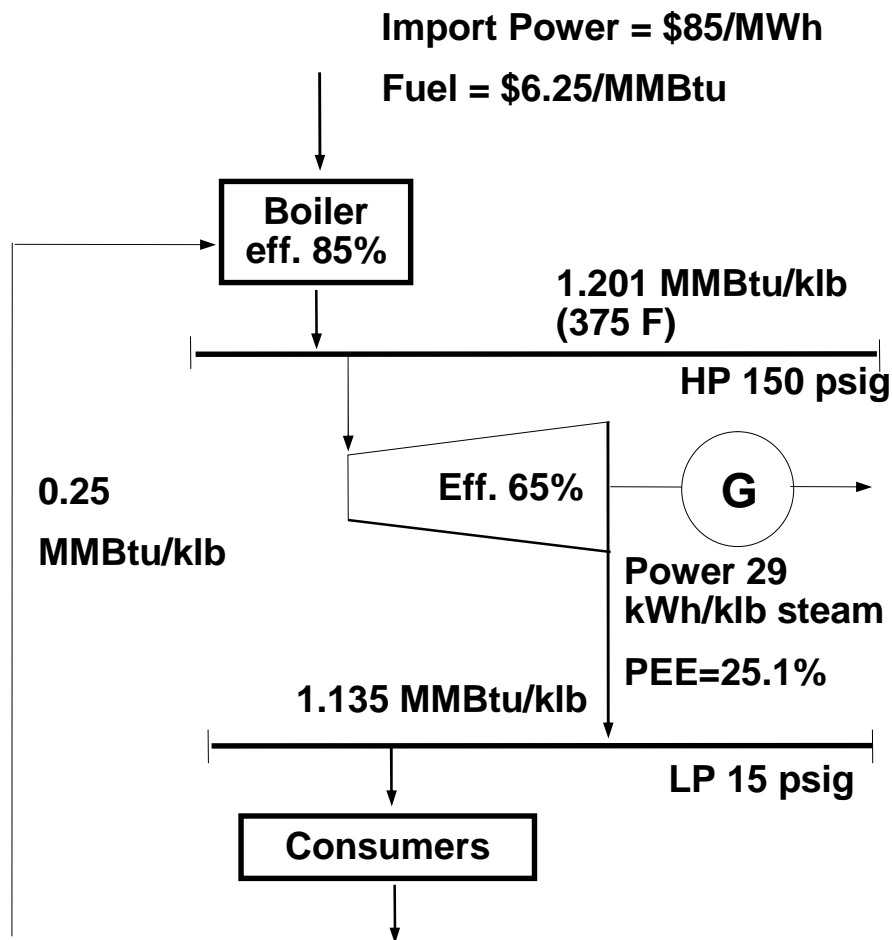 Import Power = $85/MWh
Fuel = $6.25/MMBtu
Boiler
eff. 85%
1.201 MMBtu/klb
(375 F)
HP 150 psig
0.25
MMBtu/klb
Eff. 65%
G
Power 29
kWh/klb steam
PEE=25.1%
1.135 MMBtu/klb
LP 15 psig
Consumers